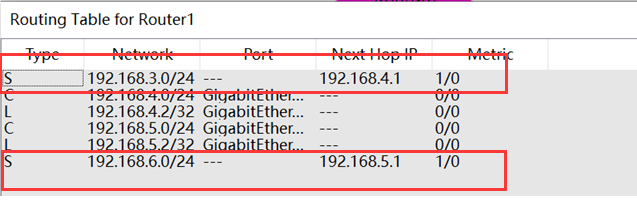 Routing Table for Router1
Type Network Port Next Hop IP Metric
S 192.168.3.0/24 --- 192.168.4.1 1/0
C 192.168.4.0/24 GigabitEther... --- 0/0
L 192.168.4.2/32 GigabitEther... --- 0/0
C 192.168.5.0/24 GigabitEther... --- 0/0
L 192.168.5.2/32 GigabitEther... --- 0/0
S 192.168.6.0/24 --- 192.168.5.1 1/0